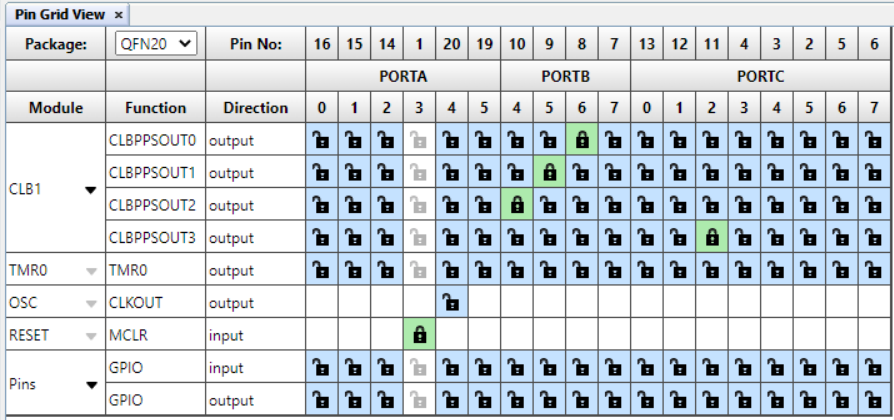 Pin Grid View ×
Package: QFN20 Pin No: 16 15 14 1 20 19 10 9 8 7 13 12 11 4 3 2 5 6
PORTA PORTB PORTC
Module Function Direction 0 1 2 3 4 5 4 5 6 7 0 1 2 3 4 5 6 7
CLB1
CLBPPSOUT0 output
CLBPPSOUT1 output
CLBPPSOUT2 output
CLBPPSOUT3 output
TMR0 TMR0 output
OSC CLKOUT output
RESET MCLR input
Pins
GPIO input
GPIO output